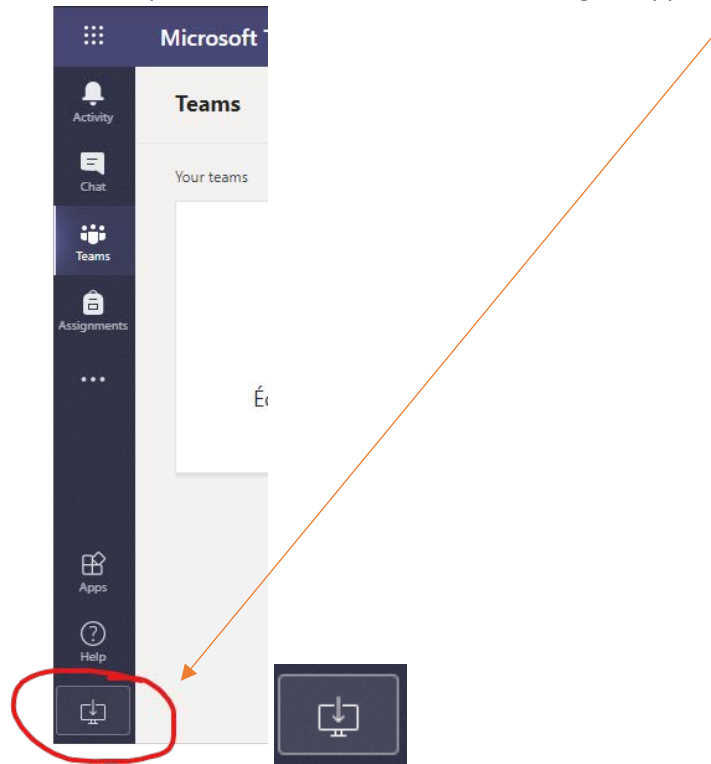 Microsoft
Activity
Teams
Chat
Your teams
Teams
Assignments
Apps
Help